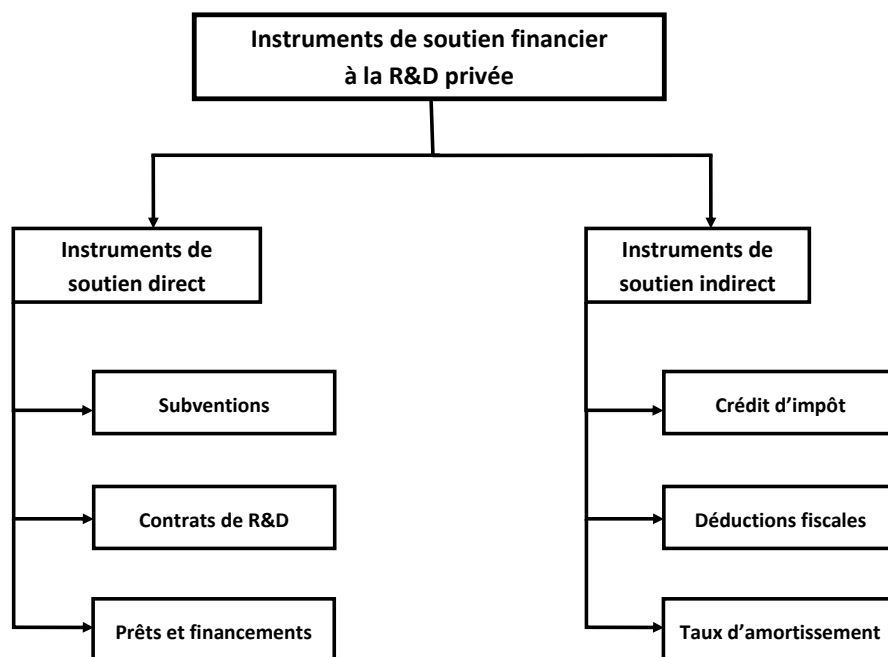 Instruments de soutien financier
à la R&D privée
Instruments de
soutien direct
Instruments de
soutien indirect
Subventions
Crédit d’impôt
Contrats de R&D
Déductions fiscales
Prêts et financements
Taux d’amortissement